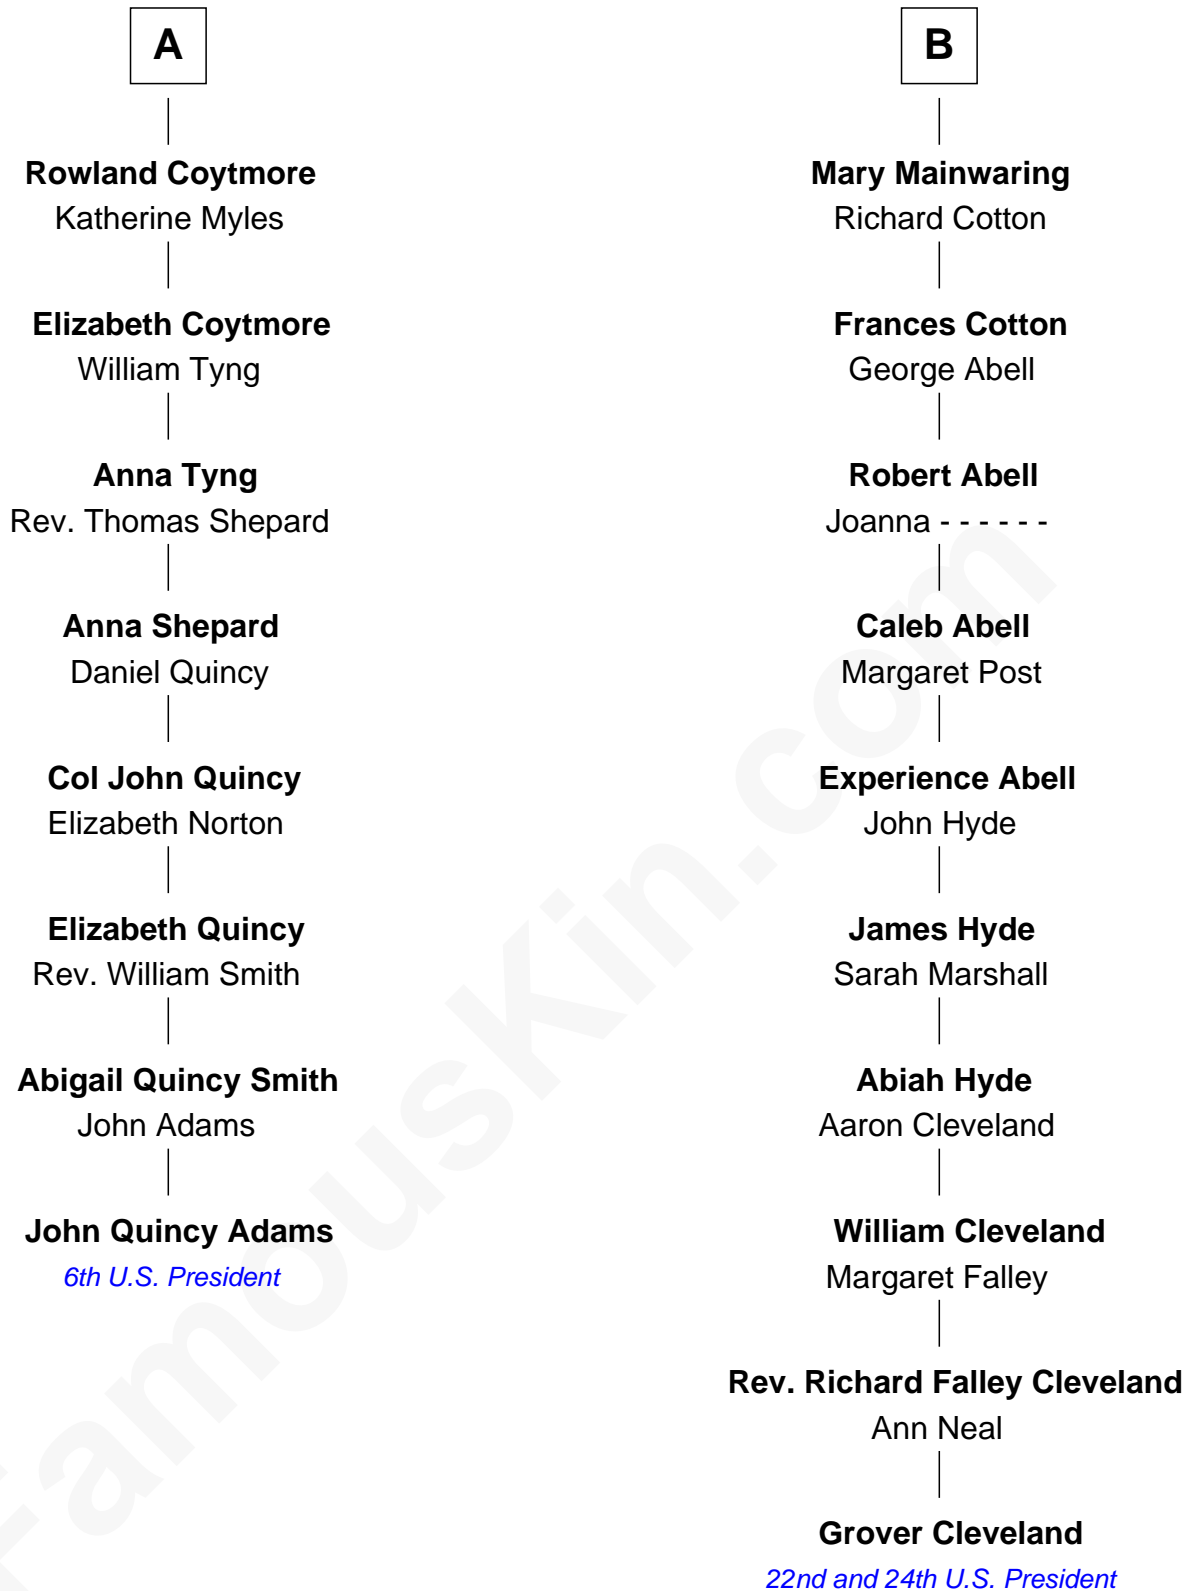 A
Rowland Coytmore
Katherine Myles
Elizabeth Coytmore
William Tyng
Anna Tyng
Rev. Thomas Shepard
Anna Shepard
Daniel Quincy
Col John Quincy
Elizabeth Norton
Elizabeth Quincy
Rev. William Smith
Abigail Quincy Smith
John Adams
John Quincy Adams
6th U.S. President
B
Mary Mainwaring
Richard Cotton
Frances Cotton
George Abell
Robert Abell
Joanna - - - - - -
Caleb Abell
Margaret Post
Experience Abell
John Hyde
James Hyde
Sarah Marshall
Abiah Hyde
Aaron Cleveland
William Cleveland
Margaret Falley
Rev. Richard Falley Cleveland
Ann Neal
Grover Cleveland
22nd and 24th U.S. President
FamousKin.com